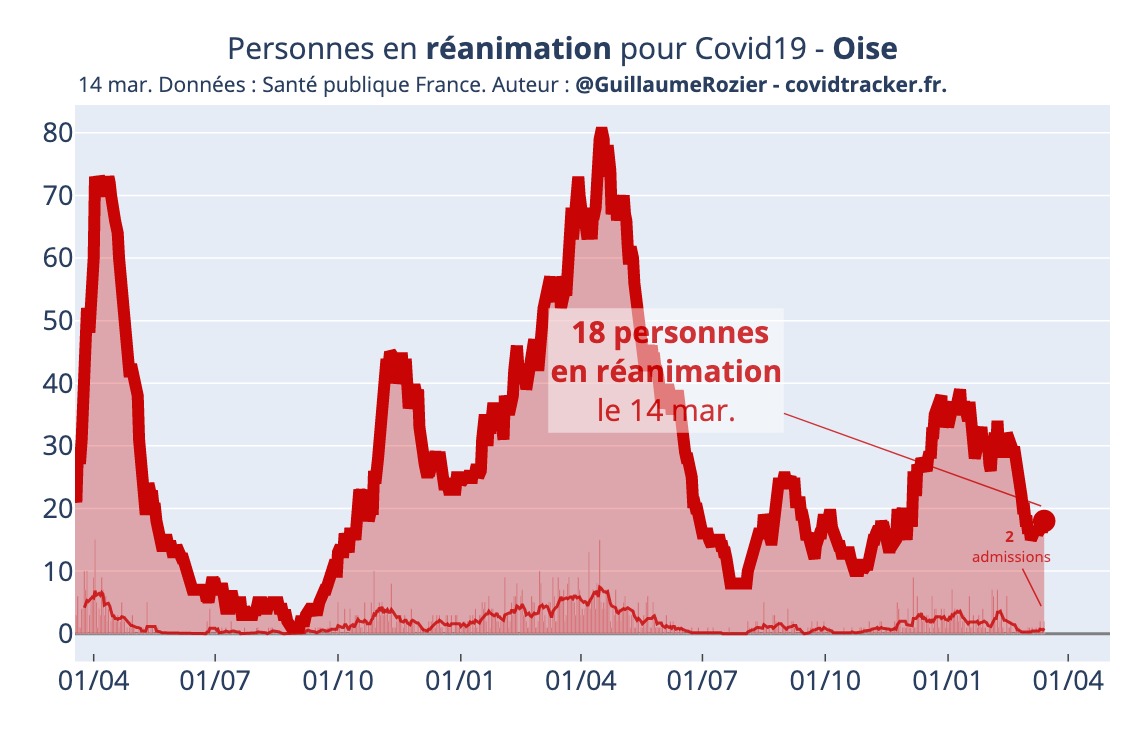 Personnes en réanimation pour Covid19 - Oise
14 mar. Données : Santé publique France. Auteur : @GuillaumeRozier - covidtracker.fr.
80
70
60
50
40
30
20
10
0
18 personnes
en réanimation
le 14 mar.
2
admissions
01/04 01/07 01/10 01/01 01/04 01/07 01/10 01/01 01/04